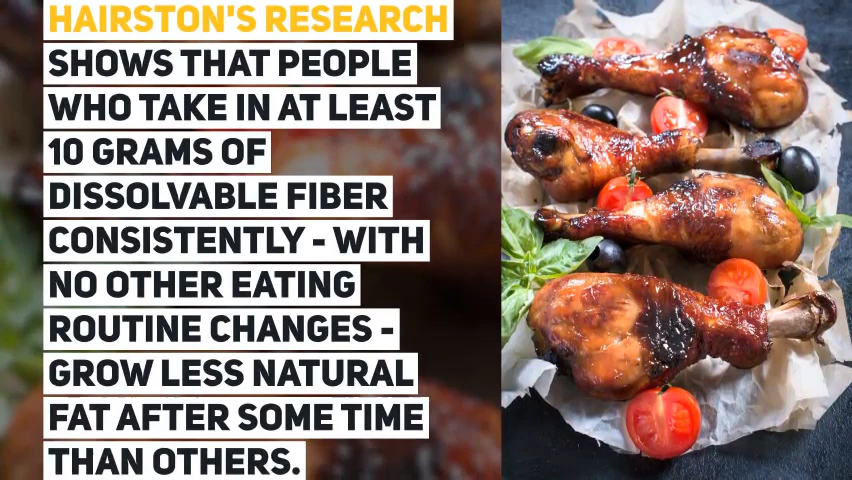 HAIRSTON'S RESEARCH
SHOWS THAT PEOPLE
WHO TAKE IN AT LEAST
10 GRAMS OF
DISSOLVABLE FIBER
CONSISTENTLY - WITH
NO OTHER EATING
ROUTINE CHANGES -
GROW LESS NATURAL
FAT AFTER SOME TIME
THAN OTHERS.